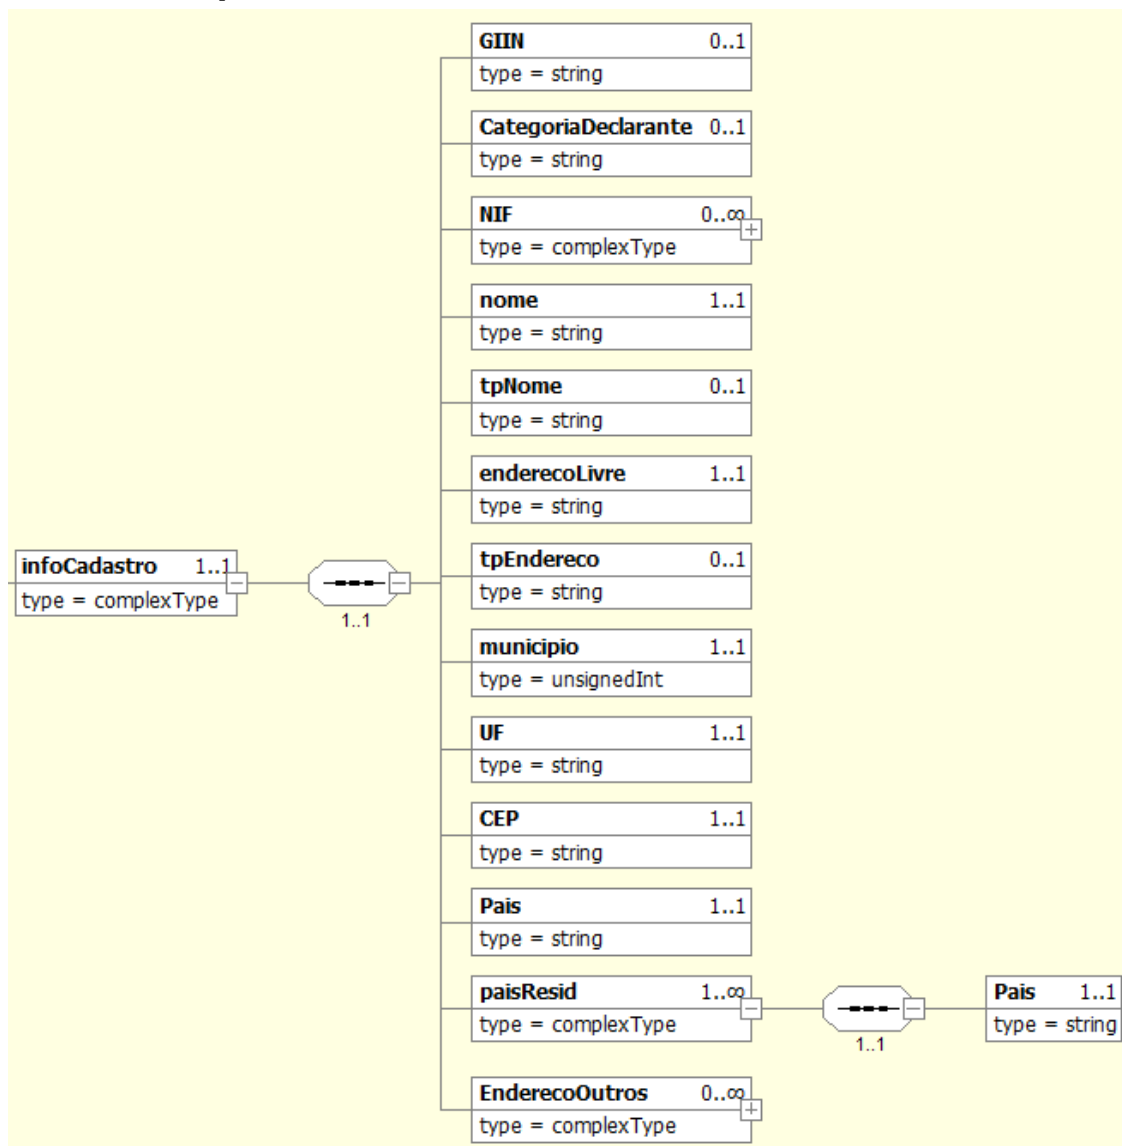 GIIN 0..1
type = string
CategoriaDeclarante 0..1
type = string
NIF 0..∞
type = complexType
nome 1..1
type = string
tpNome 0..1
type = string
enderecoLivre 1..1
type = string
infoCadastro 1..1
type = complexType
1..1
tpEndereco 0..1
type = string
municipio 1..1
type = unsignedInt
UF 1..1
type = string
CEP 1..1
type = string
Pais 1..1
type = string
paisResid 1..∞
type = complexType
1..1
Pais 1..1
type = string
EnderecoOutros 0..∞
type = complexType